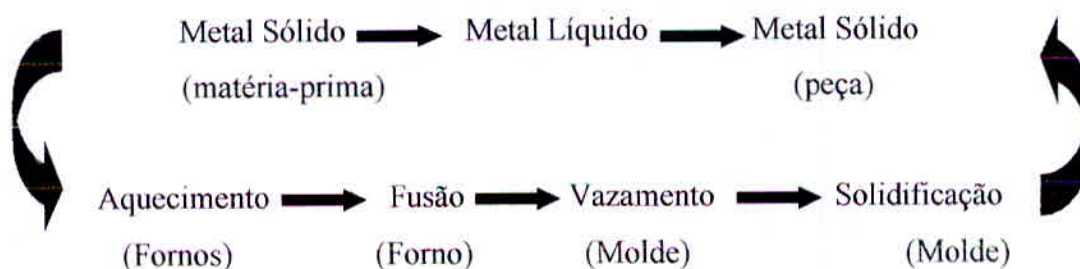 Metal Sólido Metal Líquido Metal Sólido
(matéria-prima) (peça)
Aquecimento Fusão Vazamento Solidificação
(Fornos) (Forno) (Molde) (Molde)